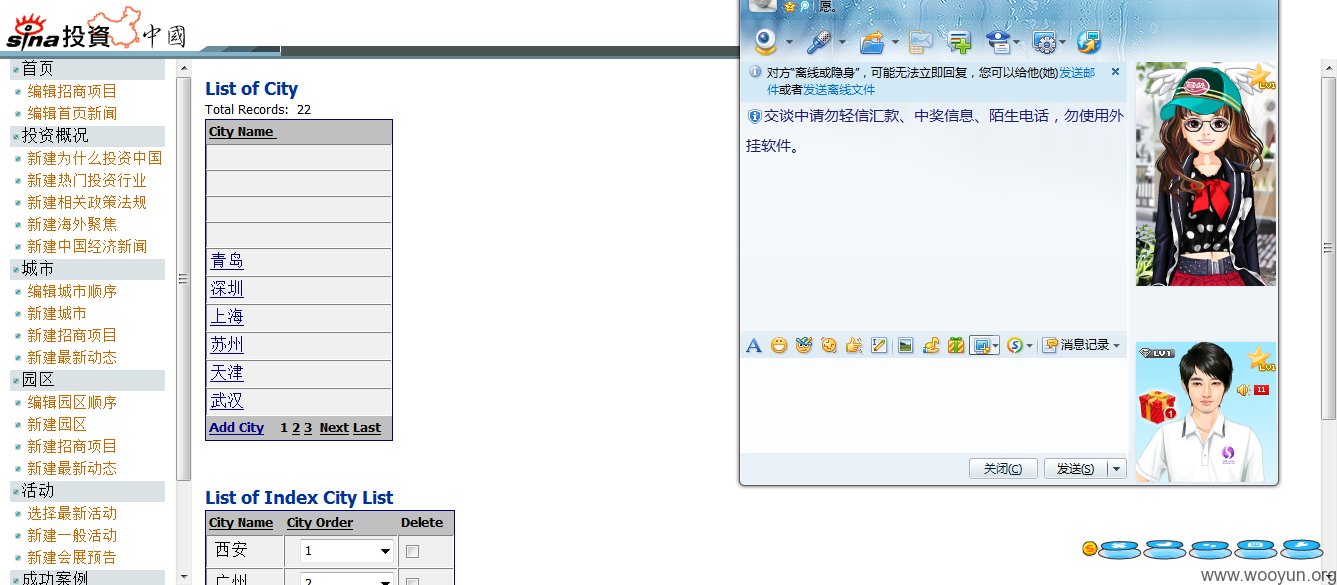 sina投資中國
首页
编辑招商项目
编辑首页新闻
投资概况
新建为什么投资中国
新建热门投资行业
新建相关政策法规
新建海外聚焦
新建中国经济新闻
城市
编辑城市顺序
新建城市
新建招商项目
新建最新动态
园区
编辑园区顺序
新建园区
新建招商项目
新建最新动态
活动
选择最新活动
新建一般活动
新建会展预告
成功案例
List of City
Total Records: 22
City Name
青岛
深圳
上海
苏州
天津
武汉
Add City 1 2 3 Next Last
List of Index City List
City Name City Order Delete
西安 1
广州 2
愿。
对方“离线或隐身”，可能无法立即回复，您可以给他(她)发送邮
件或者发送离线文件
交谈中请勿轻信汇款、中奖信息、陌生电话，勿使用外
挂软件。
消息记录
关闭(C) 发送(S)
LV1
LV1
LV1
11
1
www.wooyun.org